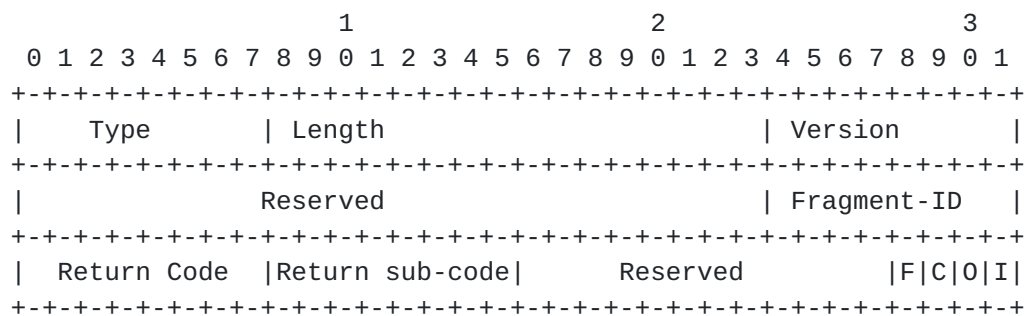 1                   2                   3
 0 1 2 3 4 5 6 7 8 9 0 1 2 3 4 5 6 7 8 9 0 1 2 3 4 5 6 7 8 9 0 1
+-+-+-+-+-+-+-+-+-+-+-+-+-+-+-+-+-+-+-+-+-+-+-+-+-+-+-+-+-+-+-+-+
|    Type       | Length                        | Version       |
+-+-+-+-+-+-+-+-+-+-+-+-+-+-+-+-+-+-+-+-+-+-+-+-+-+-+-+-+-+-+-+-+
|               Reserved                        | Fragment-ID   |
+-+-+-+-+-+-+-+-+-+-+-+-+-+-+-+-+-+-+-+-+-+-+-+-+-+-+-+-+-+-+-+-+
|  Return Code  |Return sub-code|      Reserved         |F|C|O|I|
+-+-+-+-+-+-+-+-+-+-+-+-+-+-+-+-+-+-+-+-+-+-+-+-+-+-+-+-+-+-+-+-+